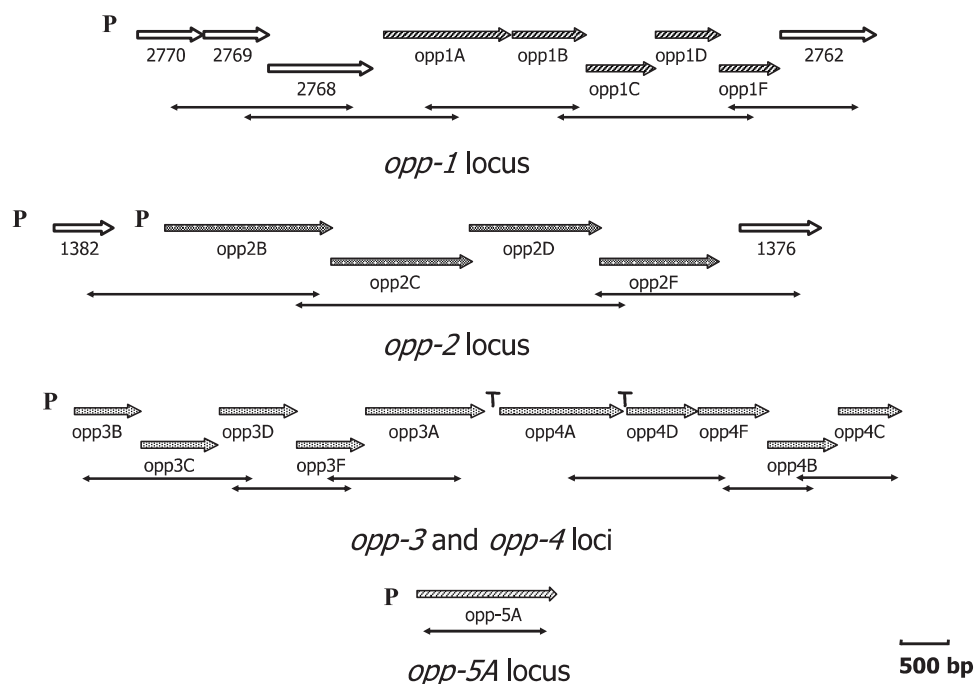 P
2770 2769 opp1A opp1B opp1D 2762
2768 opp1C opp1F
opp-1 locus
P P
1382 opp2B opp2D 1376
opp2C opp2F
opp-2 locus
P T T
opp3B opp3D opp3A opp4A opp4D opp4F opp4C
opp3C opp3F opp4B
opp-3 and opp-4 loci
P
opp-5A
opp-5A locus
500 bp